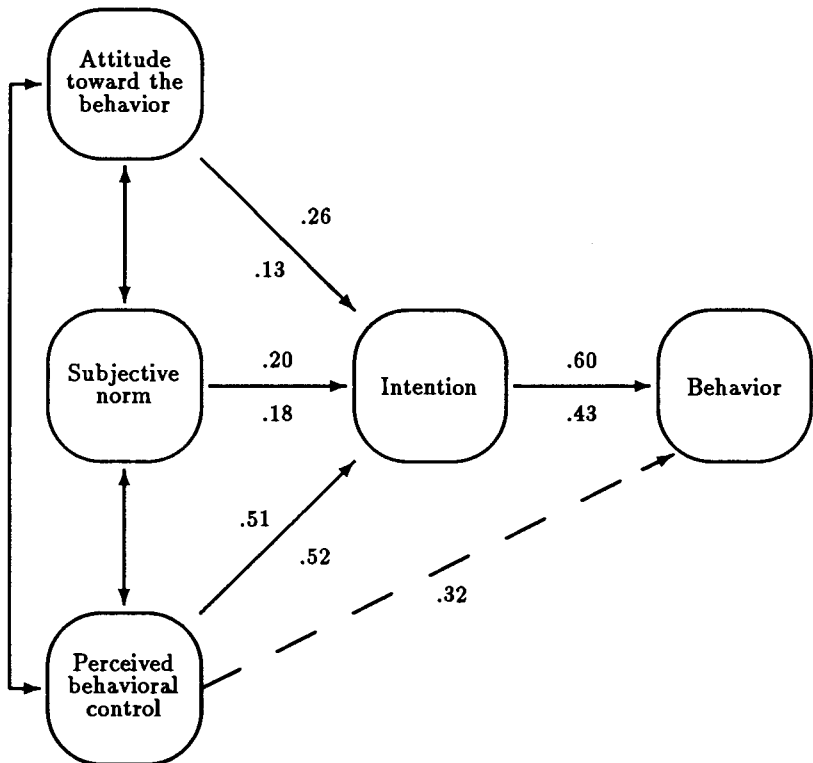 Attitude
toward the
behavior
.26
.13
Subjective
norm
.20
.18
Intention
.60
.43
Behavior
.51
.52
.32
Perceived
behavioral
control